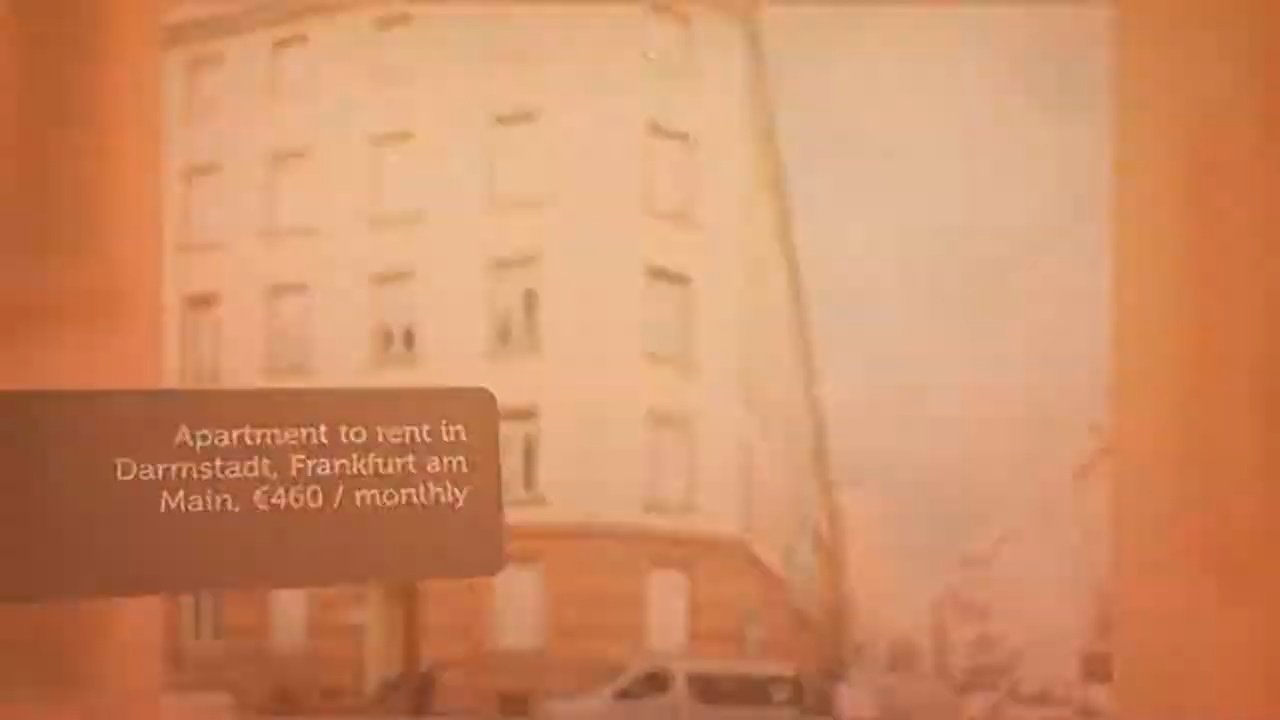 Apartment to rent in
Darmstadt, Frankfurt am
Main, €460 / monthly